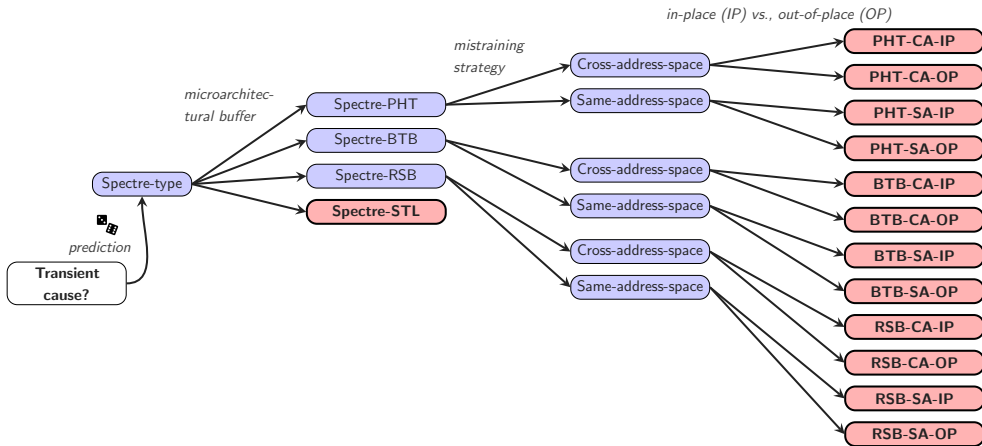 in-place (IP) vs., out-of-place (OP)
mistraining
strategy
microarchitec-
tural buffer
prediction
Transient
cause?
Spectre-type
Spectre-PHT
Spectre-BTB
Spectre-RSB
Spectre-STL
Cross-address-space
Same-address-space
Cross-address-space
Same-address-space
Cross-address-space
Same-address-space
PHT-CA-IP
PHT-CA-OP
PHT-SA-IP
PHT-SA-OP
BTB-CA-IP
BTB-CA-OP
BTB-SA-IP
BTB-SA-OP
RSB-CA-IP
RSB-CA-OP
RSB-SA-IP
RSB-SA-OP